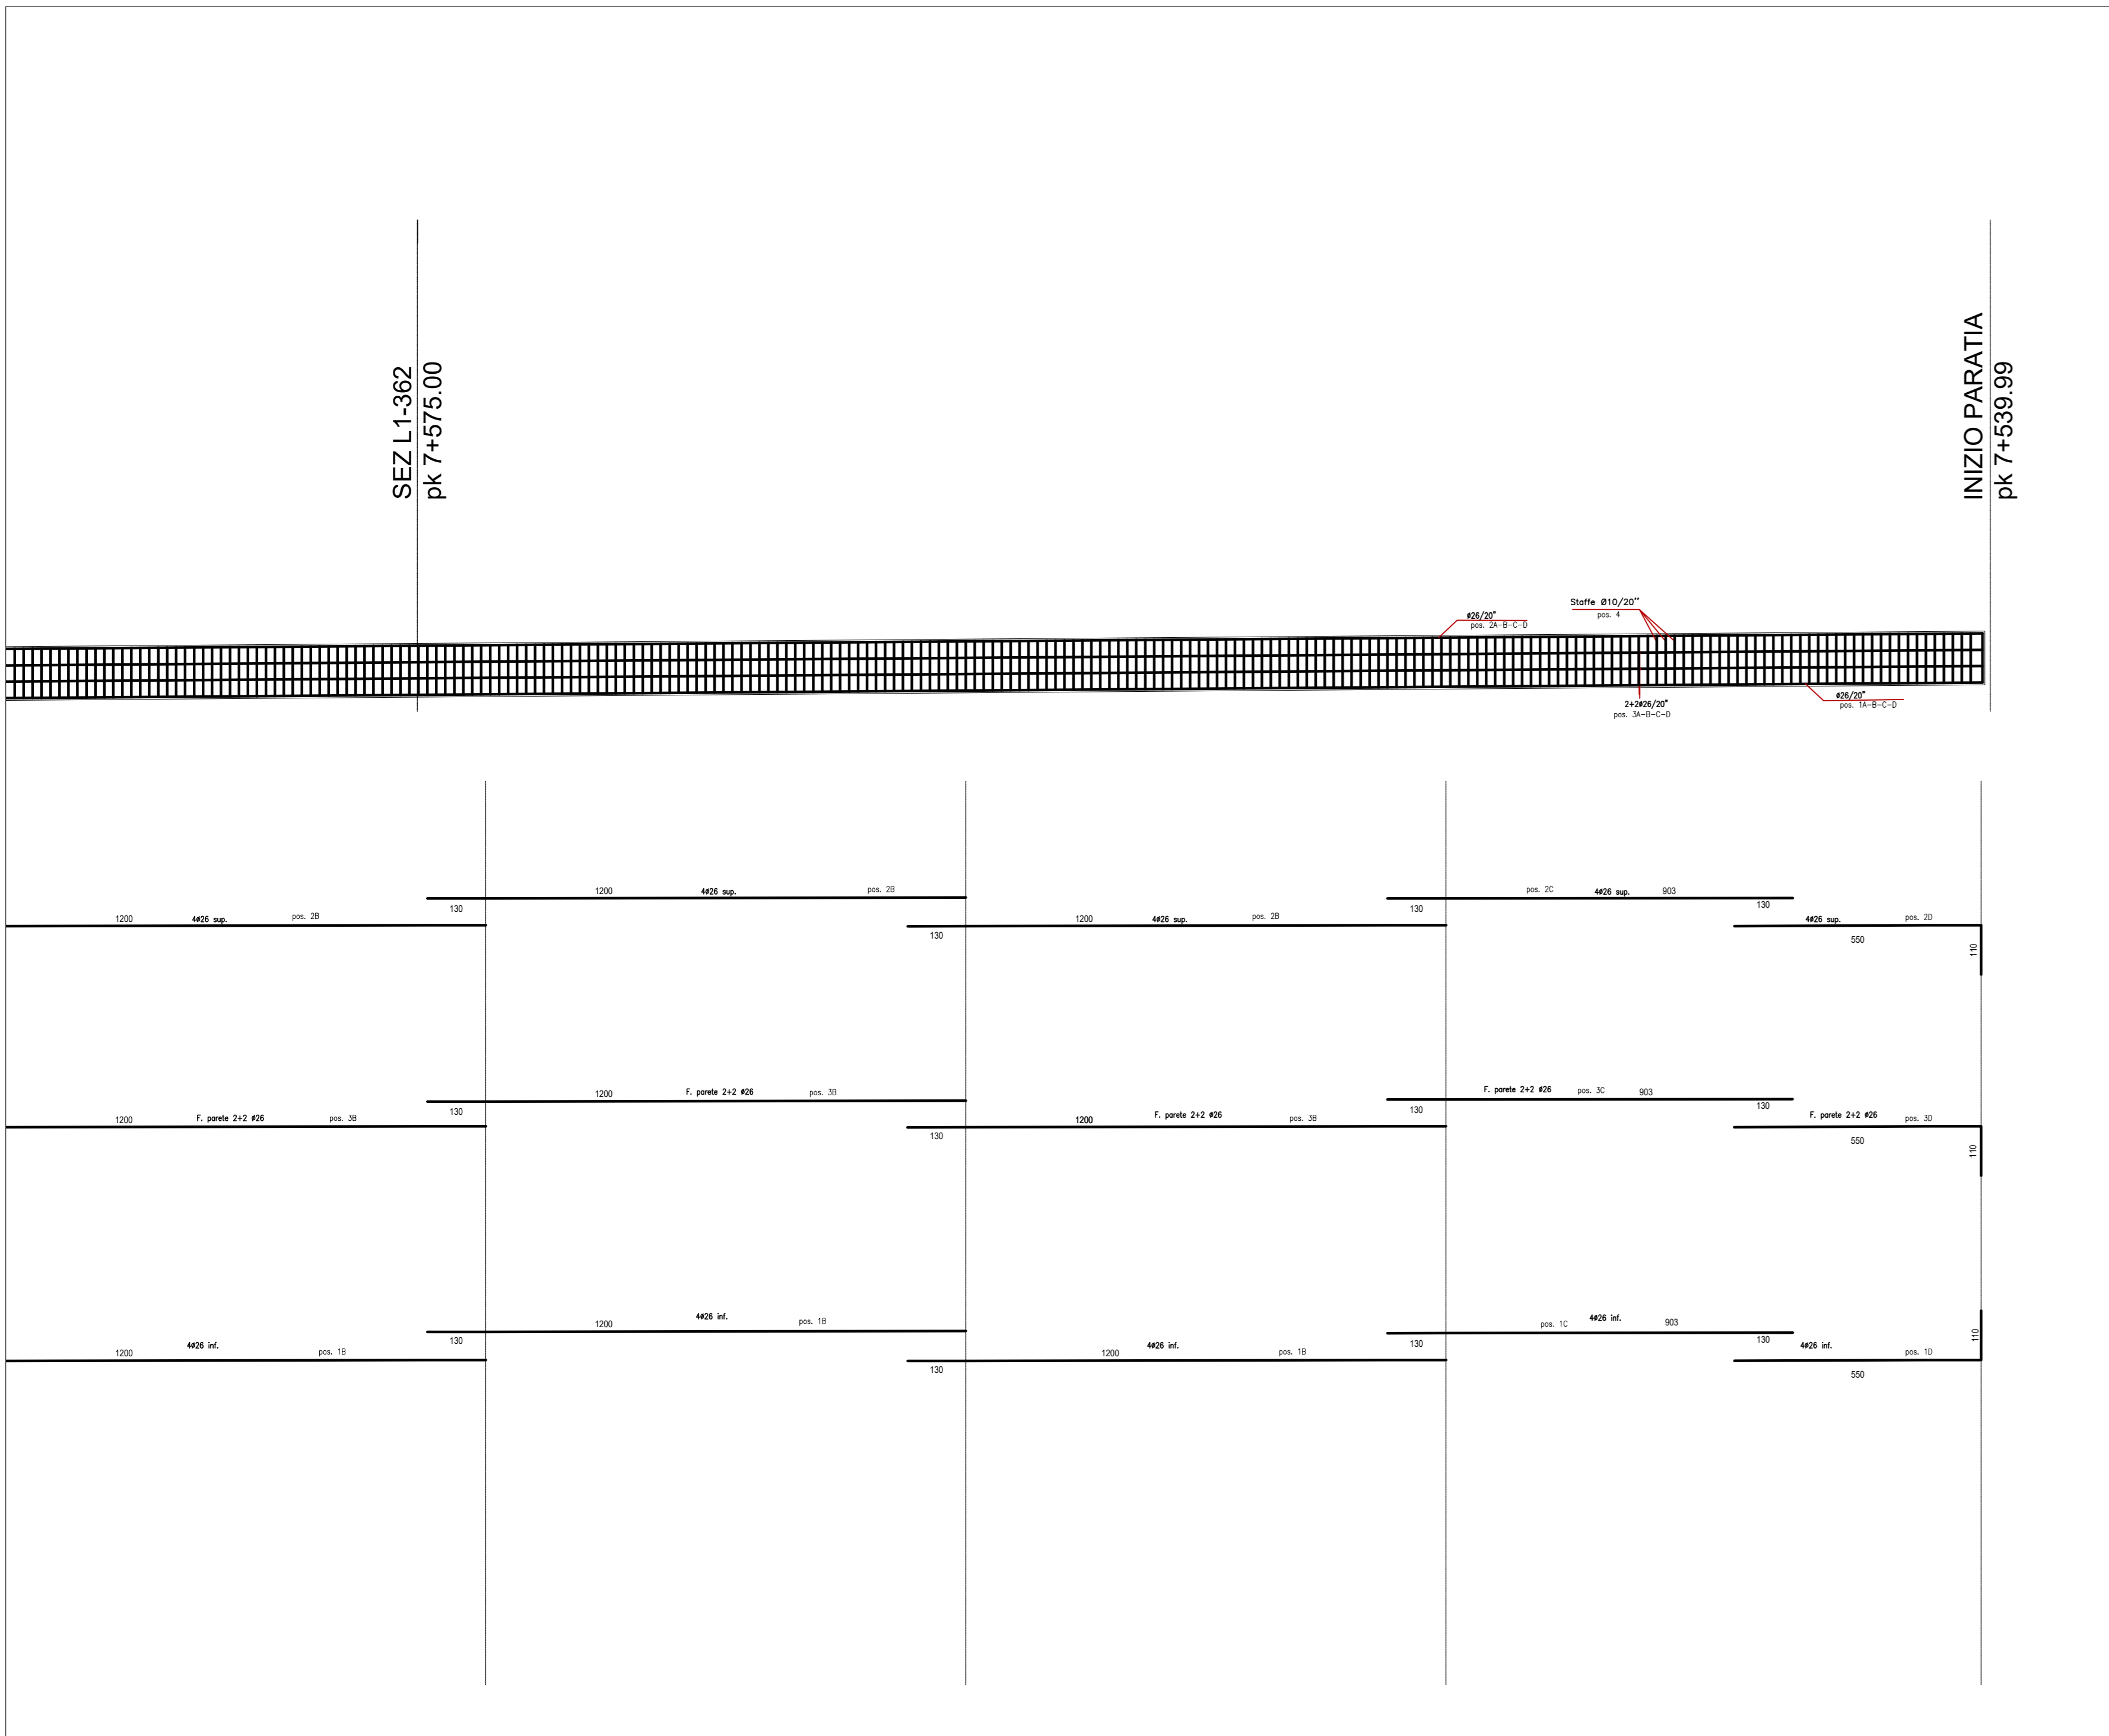 SEZ L1-362
pk 7+575.00
INIZIO PARATIA
pk 7+539.99
Staffe Ø10/20"
pos. 4
ø26/20"
pos. 2A-B-C-D
2+2ø26/20"
pos. 3A-B-C-D
ø26/20"
pos. 1A-B-C-D
1200 4ø26 sup. pos. 2B
130
1200 4ø26 sup. pos. 2B
130
1200 4ø26 sup. pos. 2B
130
pos. 2C 4ø26 sup. 903
130
4ø26 sup. pos. 2D
550
110
1200 F. parete 2+2 ø26 pos. 3B
130
1200 F. parete 2+2 ø26 pos. 3B
130
1200 F. parete 2+2 ø26 pos. 3B
130
F. parete 2+2 ø26 pos. 3C 903
130
F. parete 2+2 ø26 pos. 3D
550
110
1200 4ø26 inf. pos. 1B
130
1200 4ø26 inf. pos. 1B
130
1200 4ø26 inf. pos. 1B
130
pos. 1C 4ø26 inf. 903
130
4ø26 inf. pos. 1D
550
110